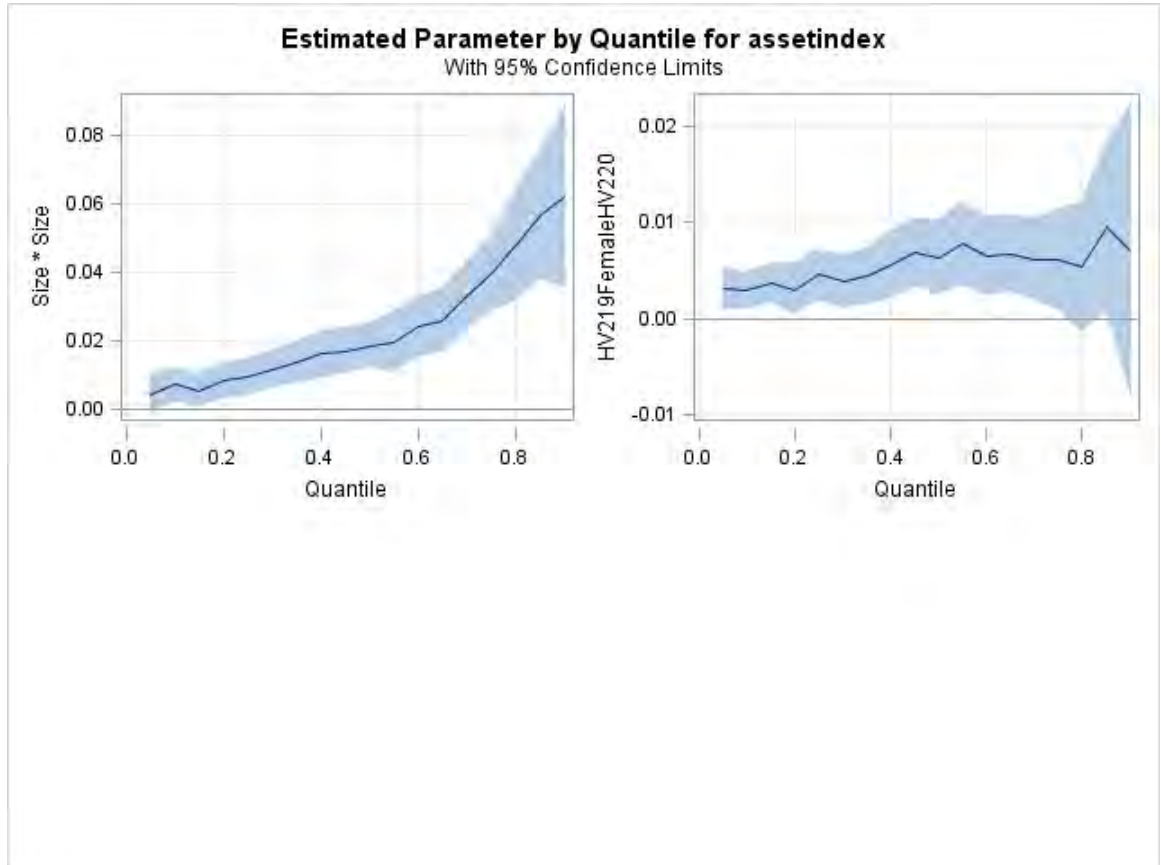 Estimated Parameter by Quantile for assetindex
With 95% Confidence Limits
Size * Size
0.08
0.06
0.04
0.02
0.00
0.0 0.2 0.4 0.6 0.8
Quantile
HV219FemaleHV220
0.02
0.01
0.00
-0.01
0.0 0.2 0.4 0.6 0.8
Quantile